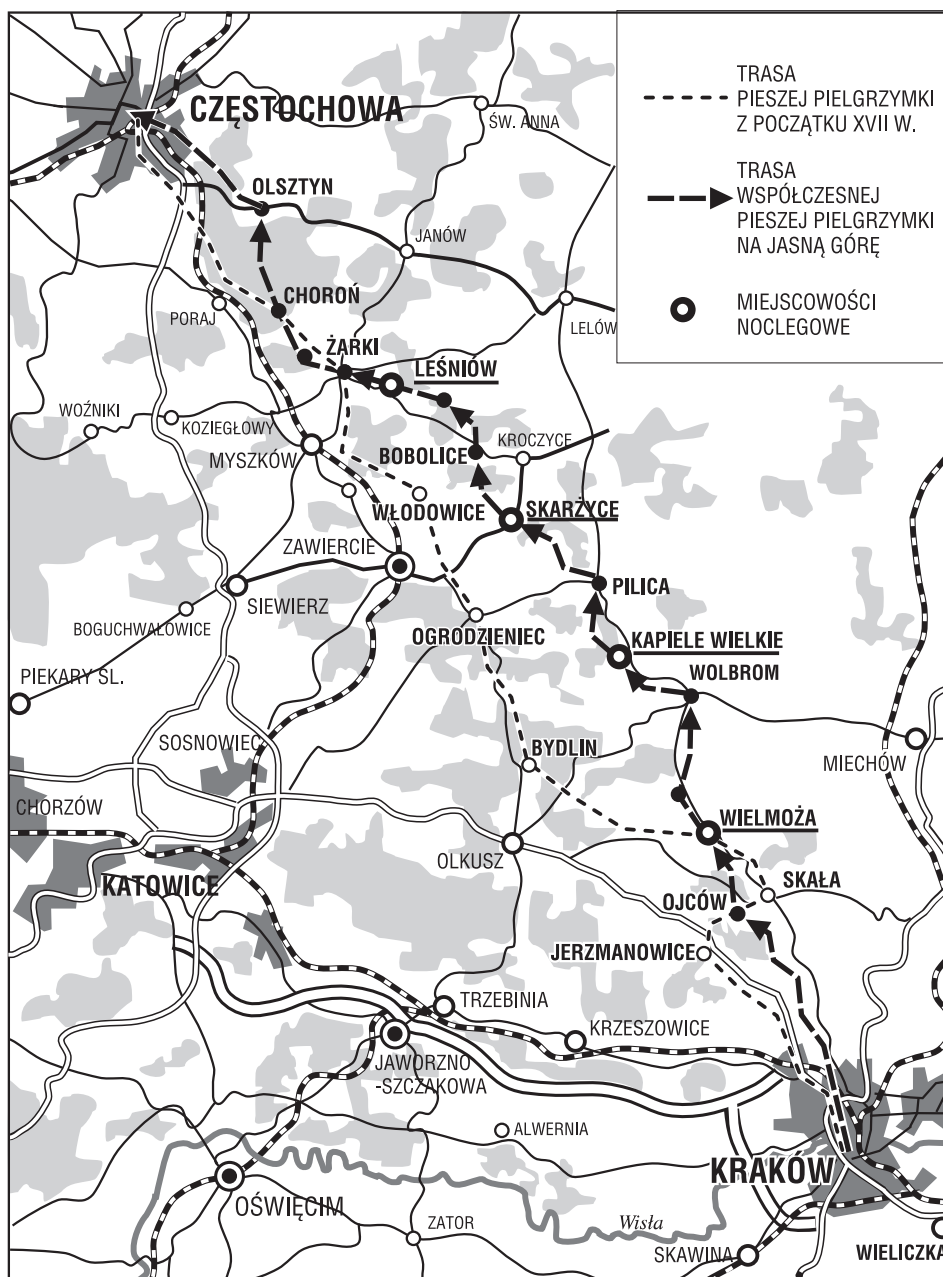 CZĘSTOCHOWA
ŚW. ANNA
OLSZTYN
JANÓW
CHOROŃ
PORAJ
LELÓW
ŻARKI
LEŚNIÓW
WOŹNIKI
KOZIEGŁOWY
BOBOLICE
KROCZYCE
MYSZKÓW
WŁODOWICE
SKARŻYCE
ZAWIERCIE
PILICA
SIEWIERZ
BOGUCHWAŁOWICE
OGRODZIENIEC
KAPIELE WIELKIE
WOLBROM
PIEKARY ŚL.
SOSNOWIEC
BYDLIN
MIECHÓW
CHORZÓW
WIELMOŻA
OLKUSZ
KATOWICE
SKAŁA
OJCÓW
JERZMANOWICE
TRZEBINIA
KRZESZOWICE
JAWORZNO
-SZCZAKOWA
ALWERNIA
KRAKÓW
OŚWIĘCIM
ZATOR
Wisła
SKAWINA
WIELICZKA
TRASA
PIESZEJ PIELGRZYMKI
Z POCZĄTKU XVII W.
TRASA
WSPÓŁCZESNEJ
PIESZEJ PIELGRZYMKI
NA JASNĄ GÓRĘ
MIEJSCOWOŚCI
NOCLEGOWE